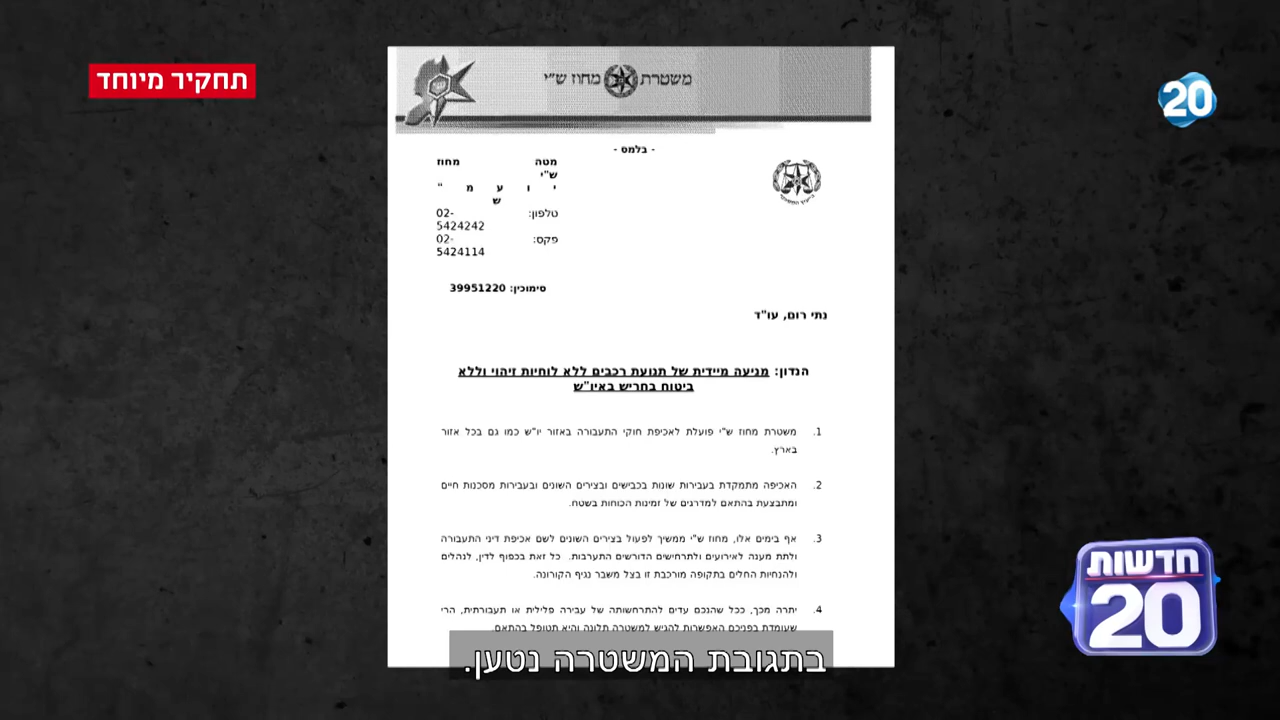 תחקיר מיוחד
20
משטרת מחוז ש"י
- בלמס -
מטה מחוז
ש"י
י ו ע מ "
ש
טלפון: 02-
5424242
פקס: 02-
5424114
סימוכין: 39951220
נתי רום, עו"ד
הנדון: מניעה מיידית של תנועת רכבים ללא לוחיות זיהוי וללא
ביטוח בחריש באיו"ש
1. משטרת מחוז ש"י פועלת לאכיפת חוקי התעבורה באזור יו"ש כמו גם בכל אזור
בארץ.
2. האכיפה מתמקדת בעבירות שונות בכבישים ובצירים השונים ובעבירות מסכנות חיים
ומתבצעת בהתאם למדרגים של זמינות הכוחות בשטח.
3. אף בימים אלו, מחוז ש"י ממשיך לפעול בצירים השונים לשם אכיפת דיני התעבורה
ולתת מענה לאירועים ולתרחישים הדורשים התערבות. כל זאת בכפוף לדין, לנהלים
ולהנחיות החלים בתקופה מורכבת זו בצל משבר נגיף הקורונה.
4. יתרה מכך, ככל שהנכם עדים להתרחשותה של עבירה פלילית או תעבורתית, הרי
שעומדת בפניכם האפשרות להגיש למשטרה תלונה והיא תטופל בהתאם.
בתגובת המשטרה נטען.
חדשות
20